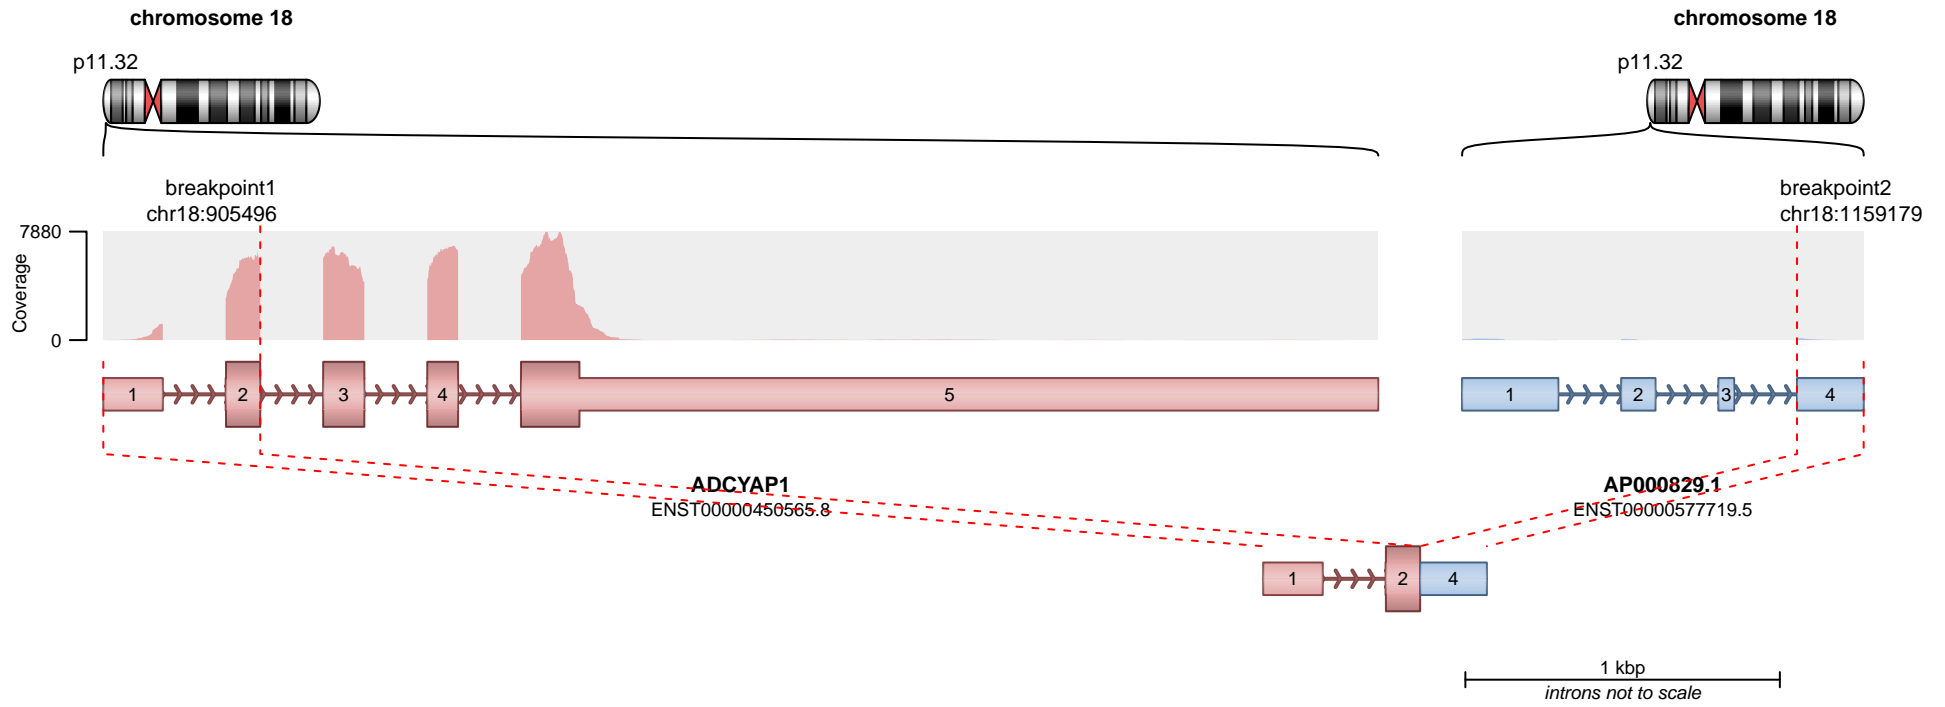 chromosome 18
chromosome 18
p11.32
p11.32
breakpoint1
chr18:905496
breakpoint2
chr18:1159179
7880
Coverage
0
1
2
3
4
5
1
2
3
4
ADCYAP1
ENST00000450565.8
AP000829.1
ENST00000577719.5
1
2
4
1 kbp
introns not to scale